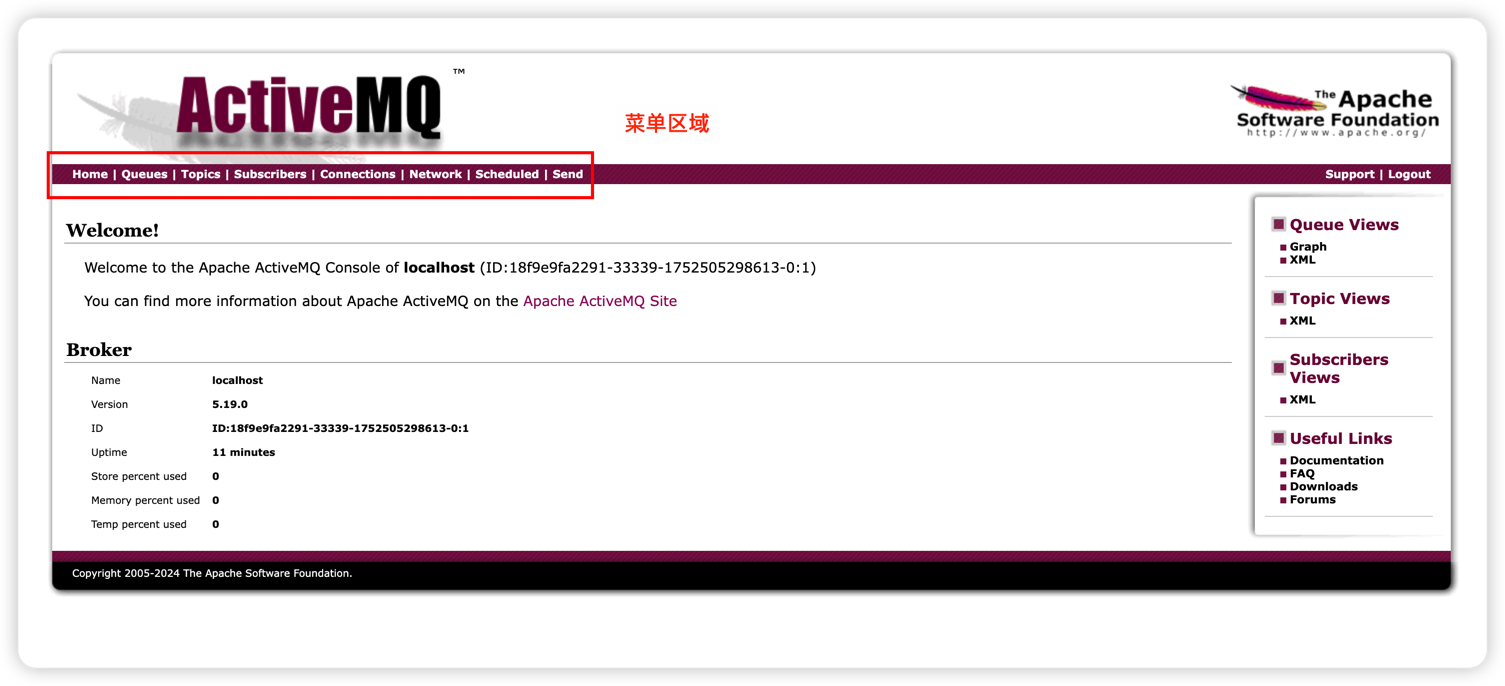 ActiveMQ ™
菜单区域
The Apache
Software Foundation
http://www.apache.org/
Home | Queues | Topics | Subscribers | Connections | Network | Scheduled | Send
Support | Logout
Welcome!
Welcome to the Apache ActiveMQ Console of localhost (ID:18f9e9fa2291-33339-1752505298613-0:1)
You can find more information about Apache ActiveMQ on the Apache ActiveMQ Site
Broker
Name localhost
Version 5.19.0
ID ID:18f9e9fa2291-33339-1752505298613-0:1
Uptime 11 minutes
Store percent used 0
Memory percent used 0
Temp percent used 0
Queue Views
Graph
XML
Topic Views
XML
Subscribers
Views
XML
Useful Links
Documentation
FAQ
Downloads
Forums
Copyright 2005-2024 The Apache Software Foundation.